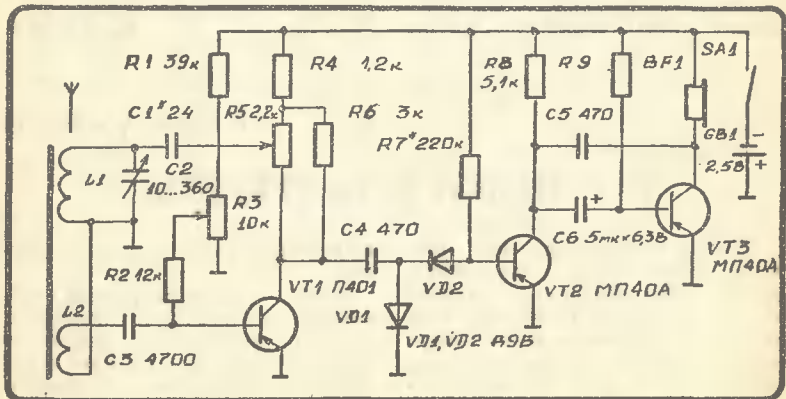 R1 39к
R4 1,2к
R8 5,1к
R9
BF1
SA1
C1* 24
R5 2,2к
R6 3к
C5 470
R7* 220к
GB1
L1
C2
10...360
R3 10к
2,5В
C4 470
C6 5мк×6,3В
VT3 МП40А
R2 12к
VT1 П401
VD2
VT2 МП40А
L2
VD1
C3 4700
VD1, VD2 Д9Б